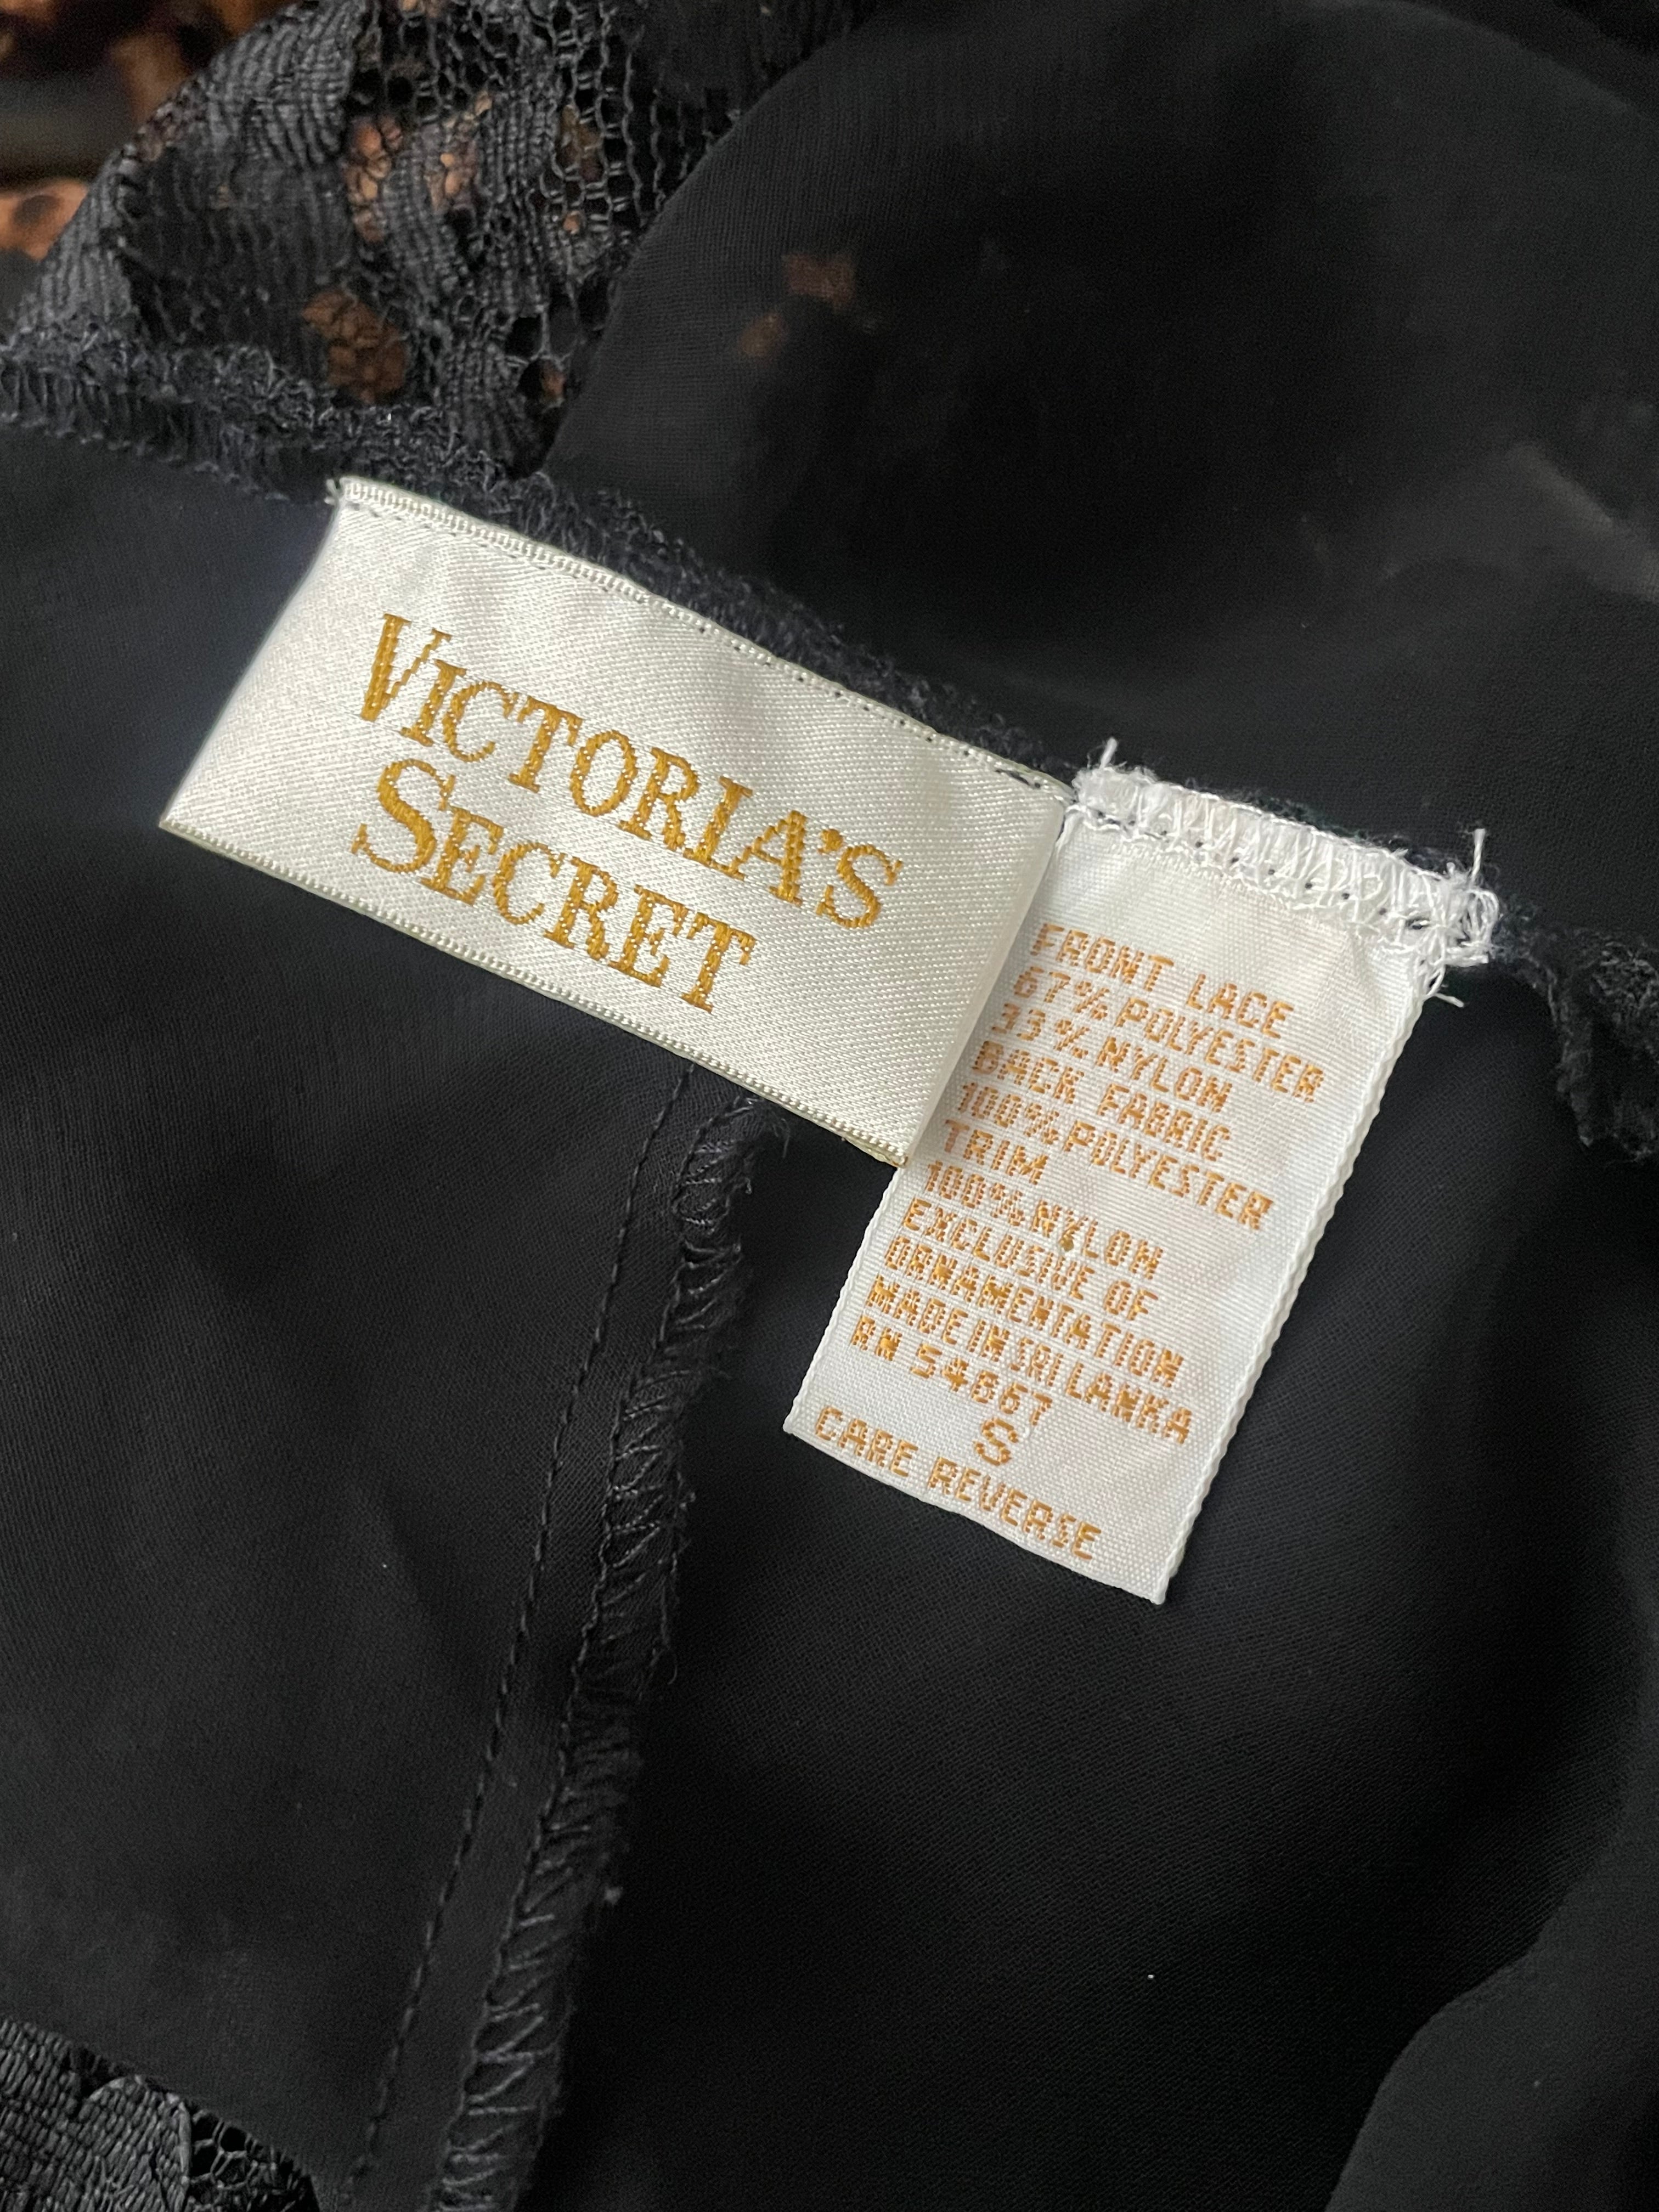 VICTORIA'S
SECRET
FRONT LACE
67% POLYESTER
33% NYLON
BACK FABRIC
100% POLYESTER
TRIM
100% NYLON
EXCLUSIVE OF
ORNAMENTATION
MADE IN SRI LANKA
RN 54867
S
CARE REVERSE